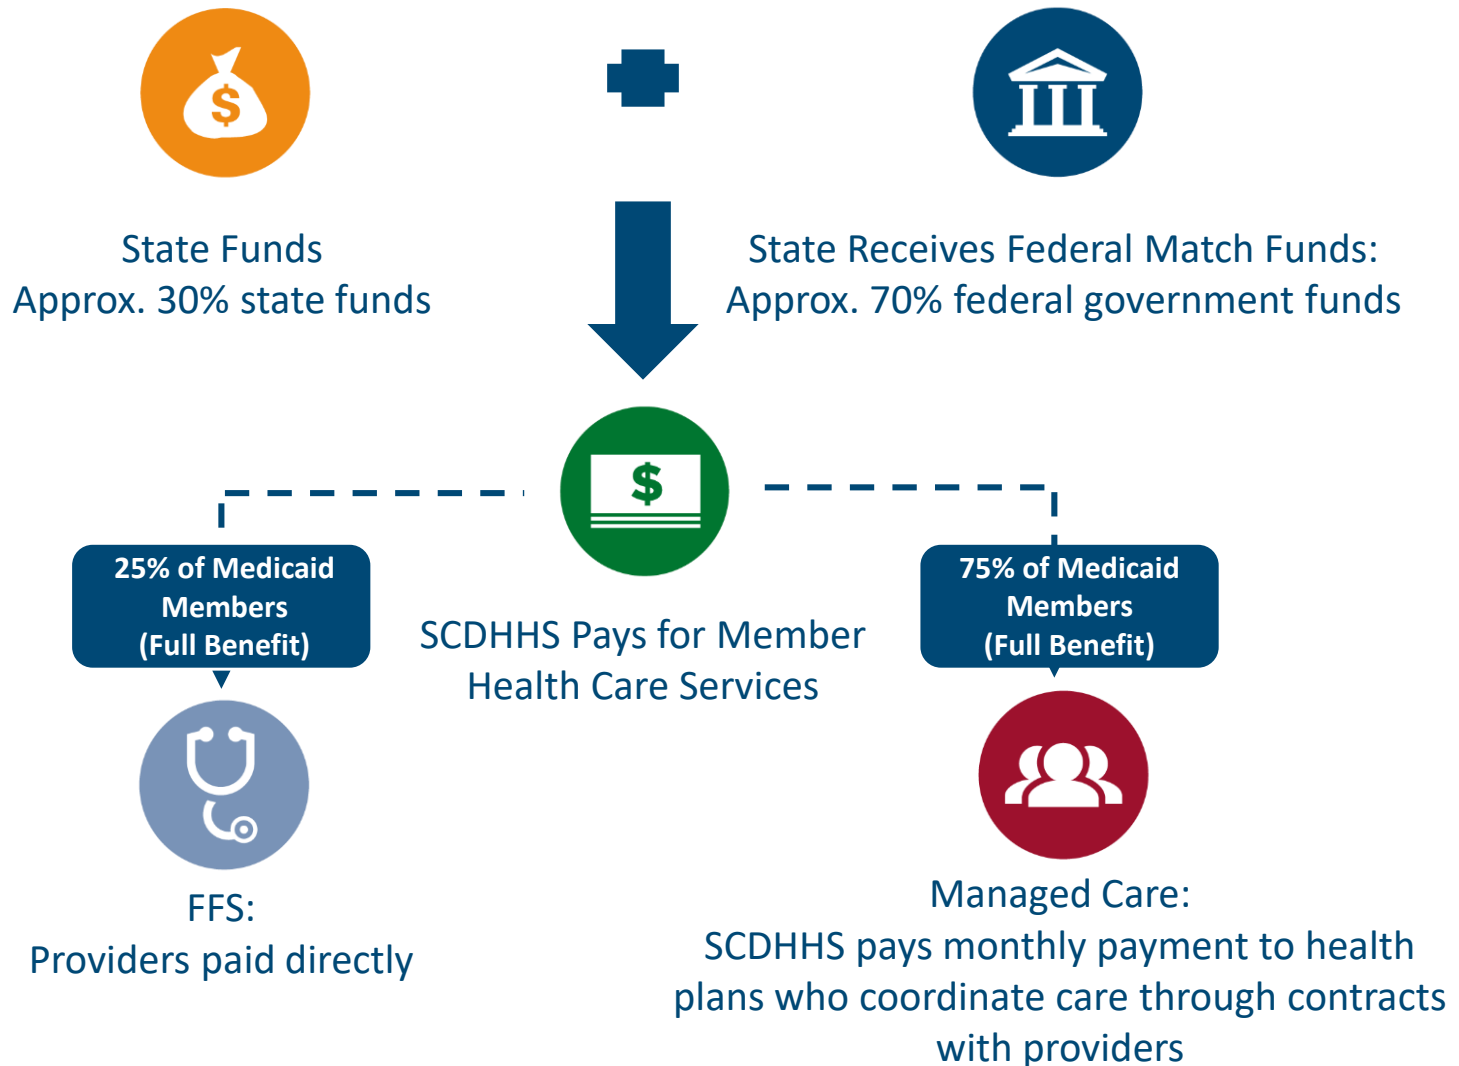 $
State Funds
Approx. 30% state funds
State Receives Federal Match Funds:
Approx. 70% federal government funds
$
25% of Medicaid
Members
(Full Benefit)
SCDHHS Pays for Member
Health Care Services
75% of Medicaid
Members
(Full Benefit)
FFS:
Providers paid directly
Managed Care:
SCDHHS pays monthly payment to health
plans who coordinate care through contracts
with providers